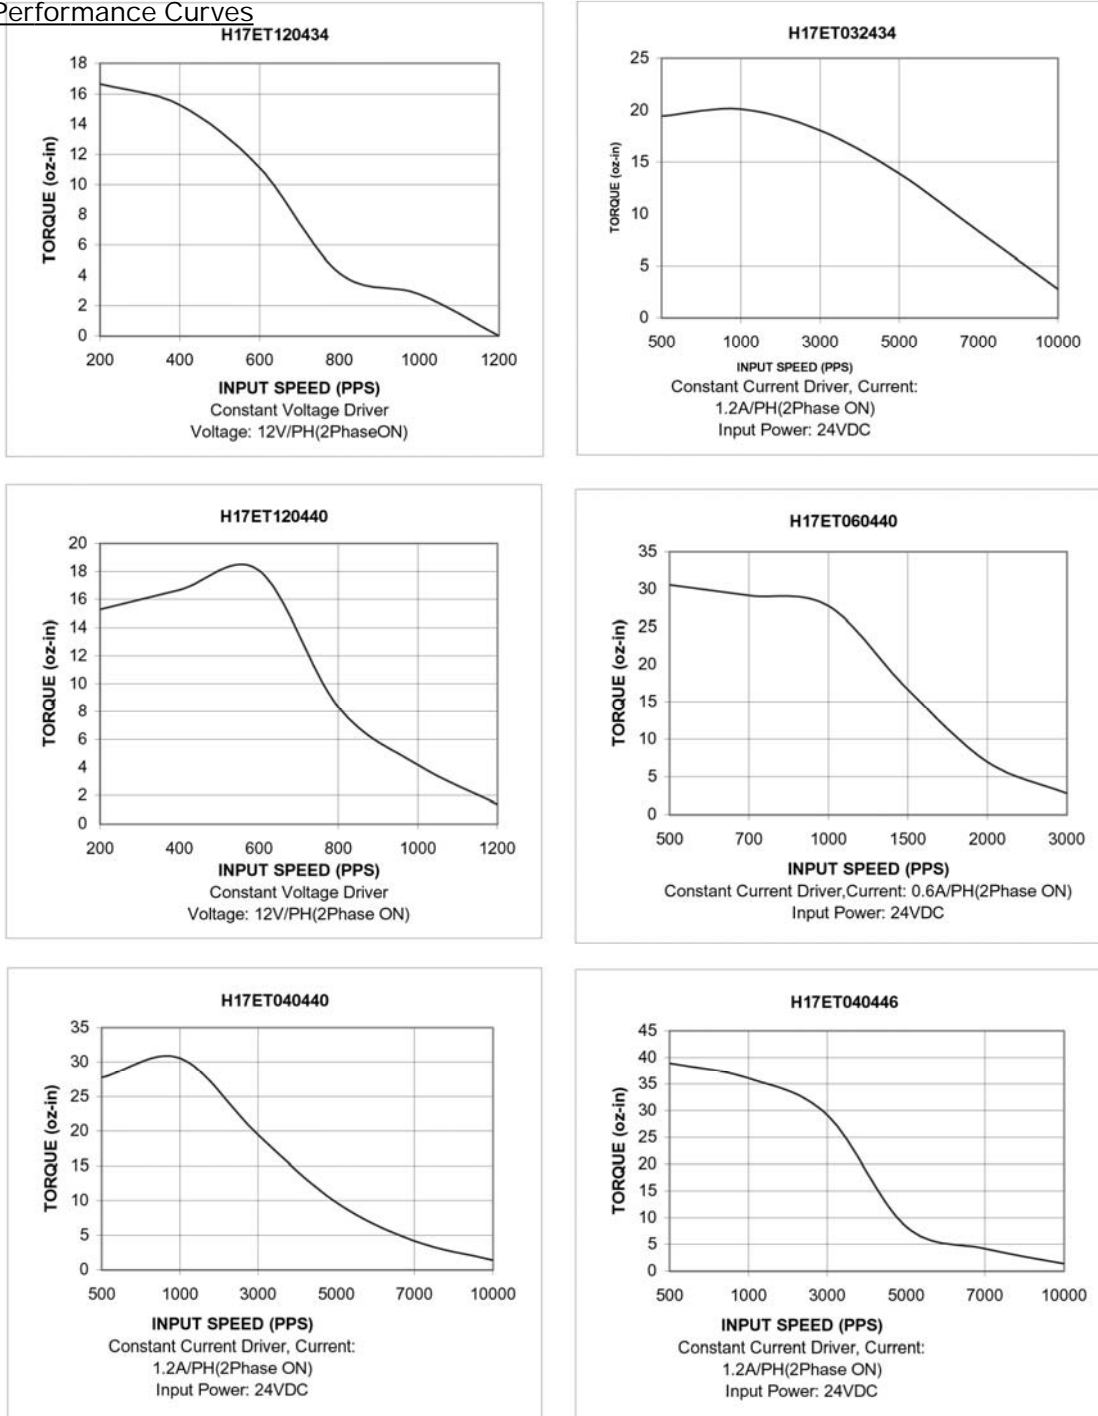 Performance Curves
H17ET120434
TORQUE (oz-in)
18
16
14
12
10
8
6
4
2
0
200 400 600 800 1000 1200
INPUT SPEED (PPS)
Constant Voltage Driver
Voltage: 12V/PH(2PhaseON)
H17ET032434
TORQUE (oz-in)
25
20
15
10
5
0
500 1000 3000 5000 7000 10000
INPUT SPEED (PPS)
Constant Current Driver, Current:
1.2A/PH(2Phase ON)
Input Power: 24VDC
H17ET120440
TORQUE (oz-in)
20
18
16
14
12
10
8
6
4
2
0
200 400 600 800 1000 1200
INPUT SPEED (PPS)
Constant Voltage Driver
Voltage: 12V/PH(2Phase ON)
H17ET060440
TORQUE (oz-in)
35
30
25
20
15
10
5
0
500 700 1000 1500 2000 3000
INPUT SPEED (PPS)
Constant Current Driver,Current: 0.6A/PH(2Phase ON)
Input Power: 24VDC
H17ET040440
TORQUE (oz-in)
35
30
25
20
15
10
5
0
500 1000 3000 5000 7000 10000
INPUT SPEED (PPS)
Constant Current Driver, Current:
1.2A/PH(2Phase ON)
Input Power: 24VDC
H17ET040446
TORQUE (oz-in)
45
40
35
30
25
20
15
10
5
0
500 1000 3000 5000 7000 10000
INPUT SPEED (PPS)
Constant Current Driver, Current:
1.2A/PH(2Phase ON)
Input Power: 24VDC